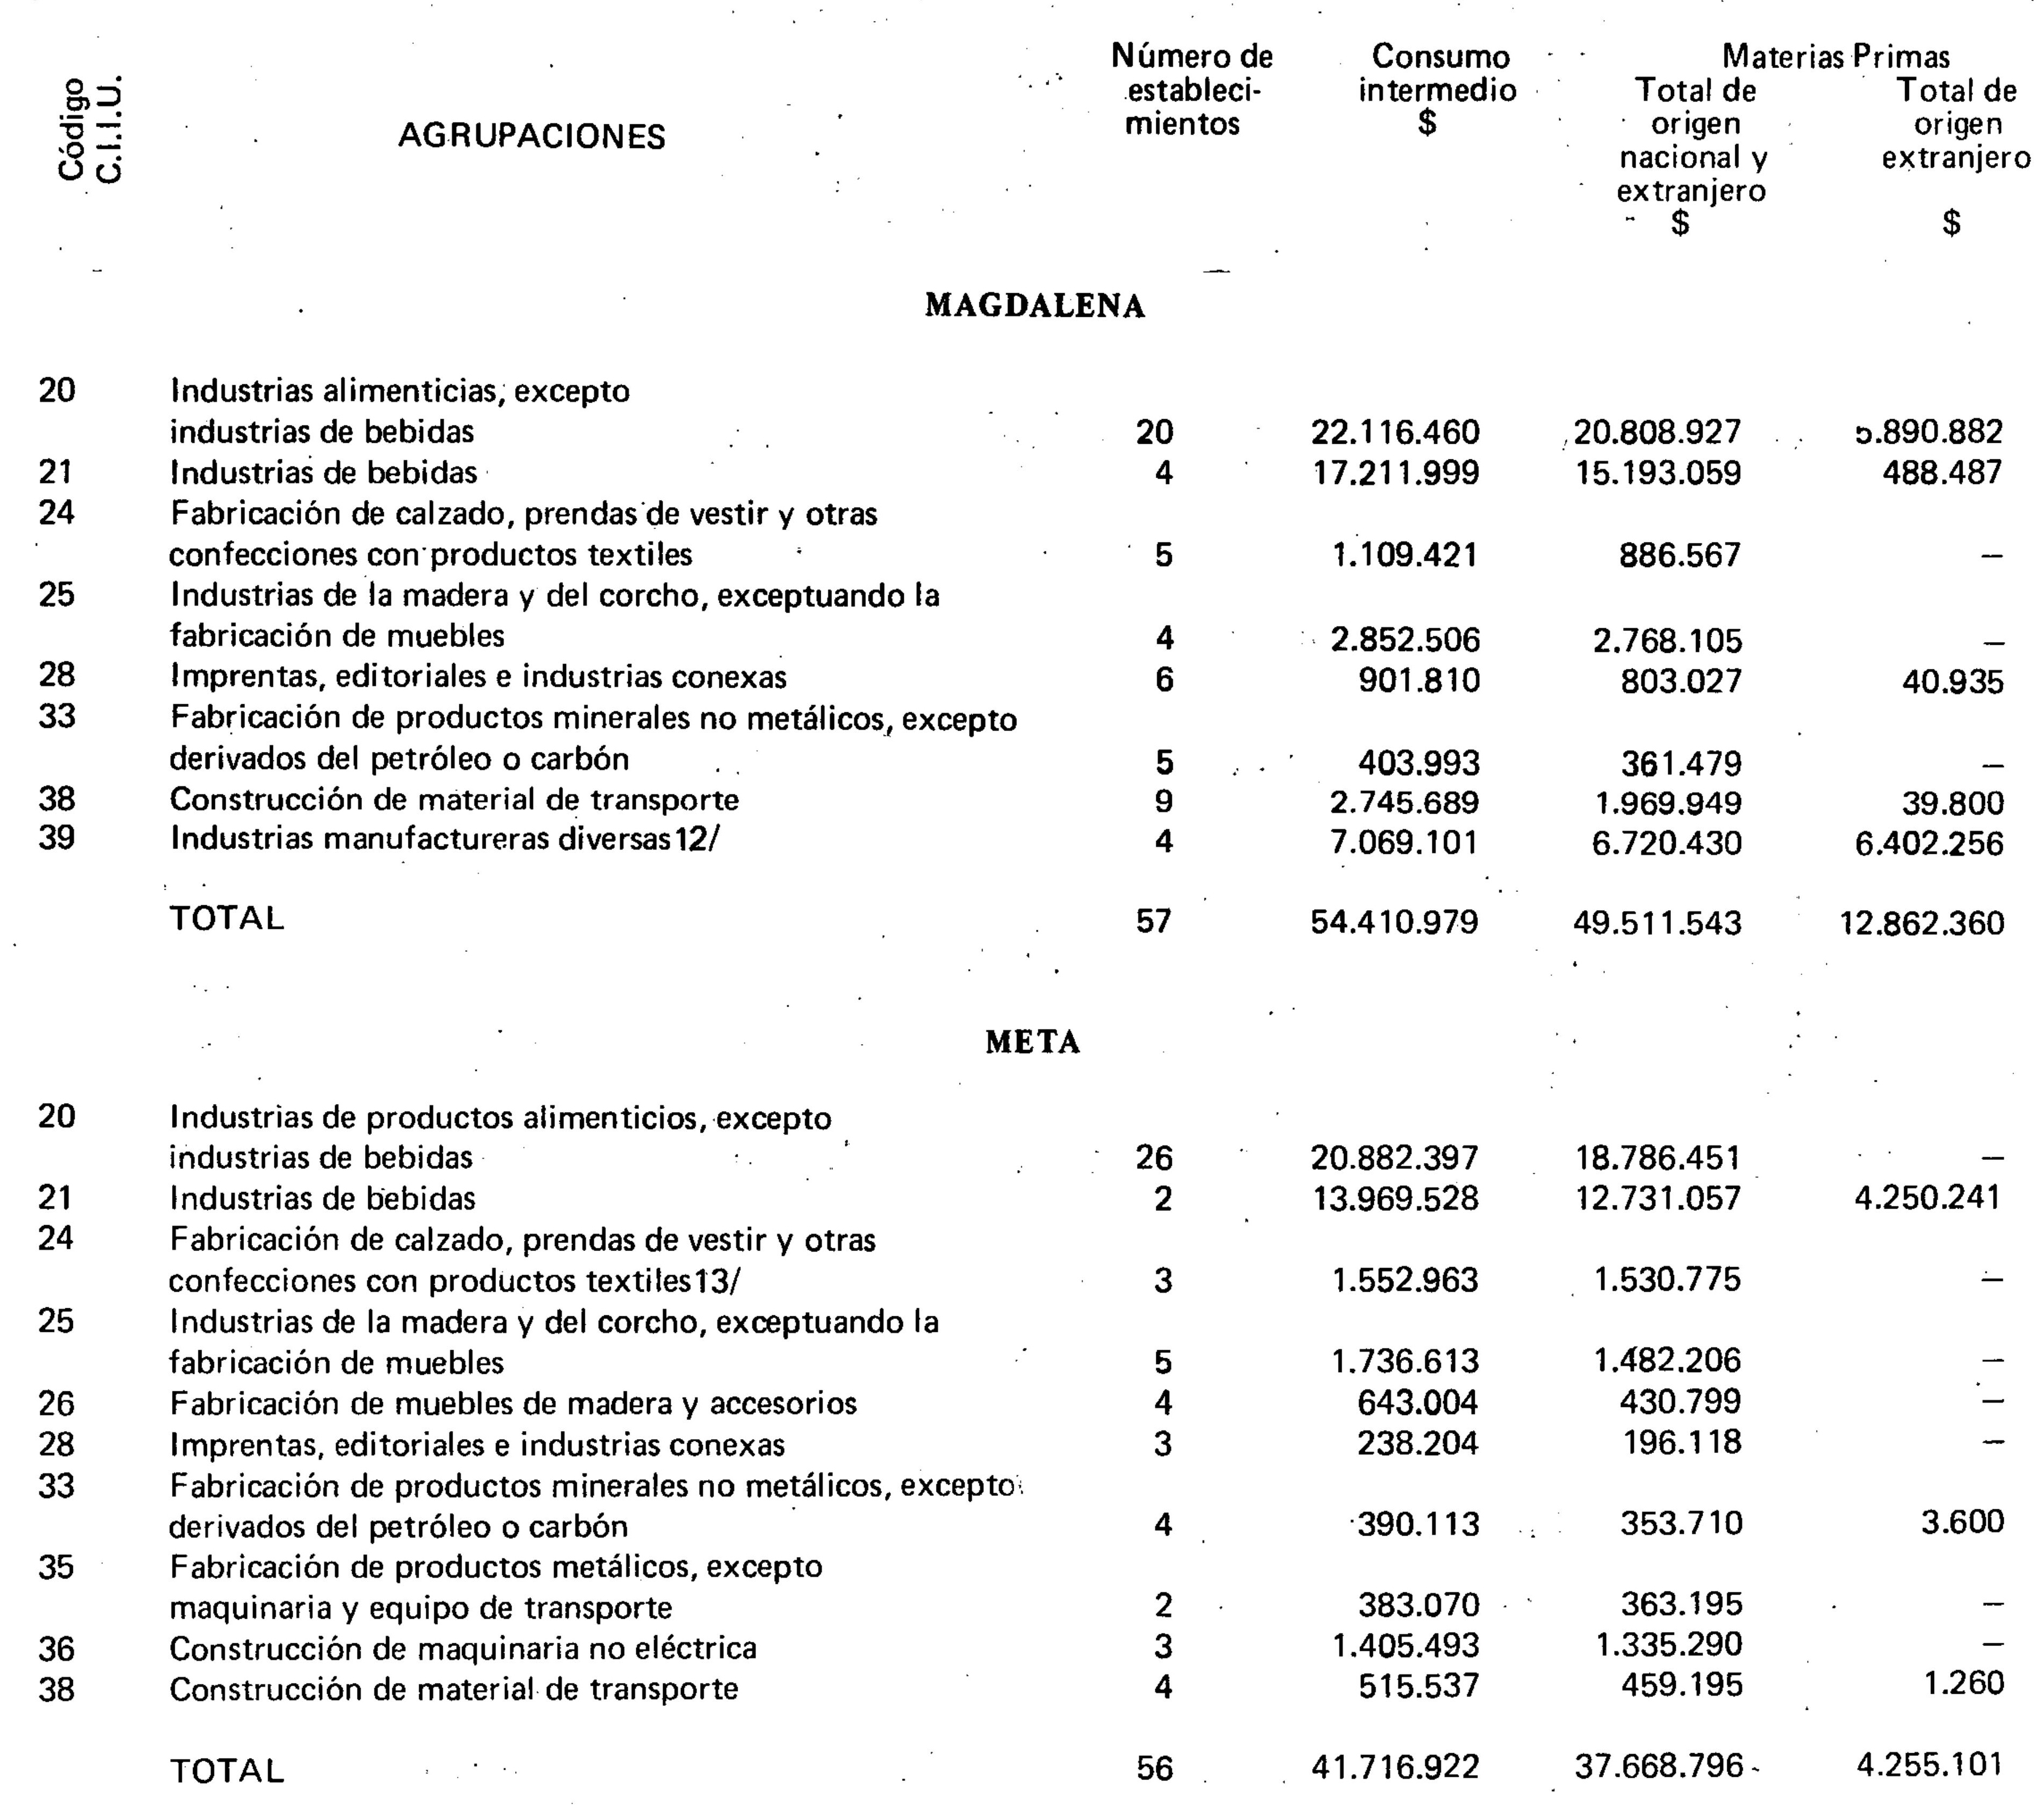 Código
C.I.I.U.
AGRUPACIONES
Número de
estableci-
mientos
Consumo
intermedio
$
Materias Primas
Total de
origen
nacional y
extranjero
$
Total de
origen
extranjero
$
MAGDALENA
20 Industrias alimenticias, excepto
industrias de bebidas 20 22.116.460 20.808.927 5.890.882
21 Industrias de bebidas 4 17.211.999 15.193.059 488.487
24 Fabricación de calzado, prendas de vestir y otras
confecciones con productos textiles 5 1.109.421 886.567 —
25 Industrias de la madera y del corcho, exceptuando la
fabricación de muebles 4 2.852.506 2.768.105 —
28 Imprentas, editoriales e industrias conexas 6 901.810 803.027 40.935
33 Fabricación de productos minerales no metálicos, excepto
derivados del petróleo o carbón 5 403.993 361.479 —
38 Construcción de material de transporte 9 2.745.689 1.969.949 39.800
39 Industrias manufactureras diversas12/ 4 7.069.101 6.720.430 6.402.256
TOTAL 57 54.410.979 49.511.543 12.862.360
META
20 Industrias de productos alimenticios, excepto
industrias de bebidas 26 20.882.397 18.786.451 —
21 Industrias de bebidas 2 13.969.528 12.731.057 4.250.241
24 Fabricación de calzado, prendas de vestir y otras
confecciones con productos textiles13/ 3 1.552.963 1.530.775 —
25 Industrias de la madera y del corcho, exceptuando la
fabricación de muebles 5 1.736.613 1.482.206 —
26 Fabricación de muebles de madera y accesorios 4 643.004 430.799 —
28 Imprentas, editoriales e industrias conexas 3 238.204 196.118 —
33 Fabricación de productos minerales no metálicos, excepto
derivados del petróleo o carbón 4 390.113 353.710 3.600
35 Fabricación de productos metálicos, excepto
maquinaria y equipo de transporte 2 383.070 363.195 —
36 Construcción de maquinaria no eléctrica 3 1.405.493 1.335.290 —
38 Construcción de material de transporte 4 515.537 459.195 1.260
TOTAL 56 41.716.922 37.668.796 4.255.101